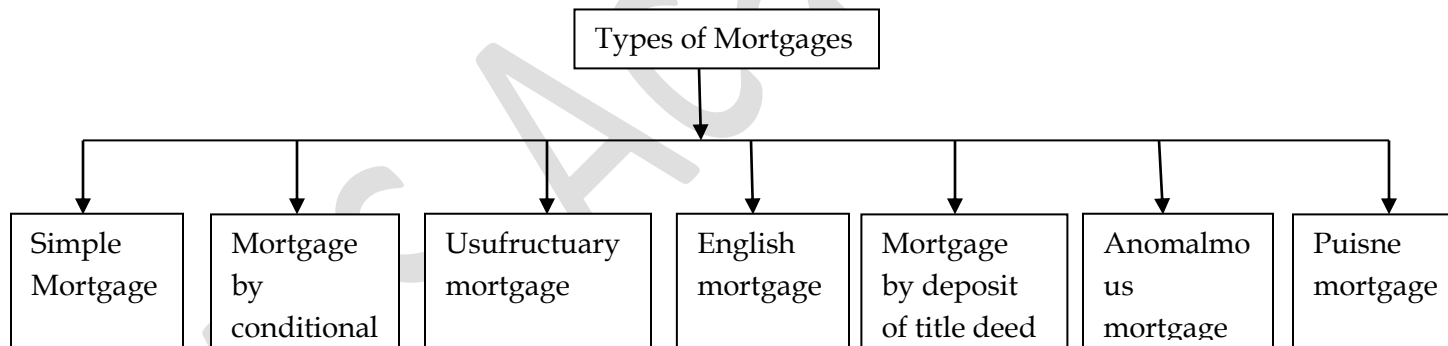 Types of Mortgages
Simple
Mortgage
Mortgage
by
conditional
Usufructuary
mortgage
English
mortgage
Mortgage
by deposit
of title deed
Anomalmo
us
mortgage
Puisne
mortgage